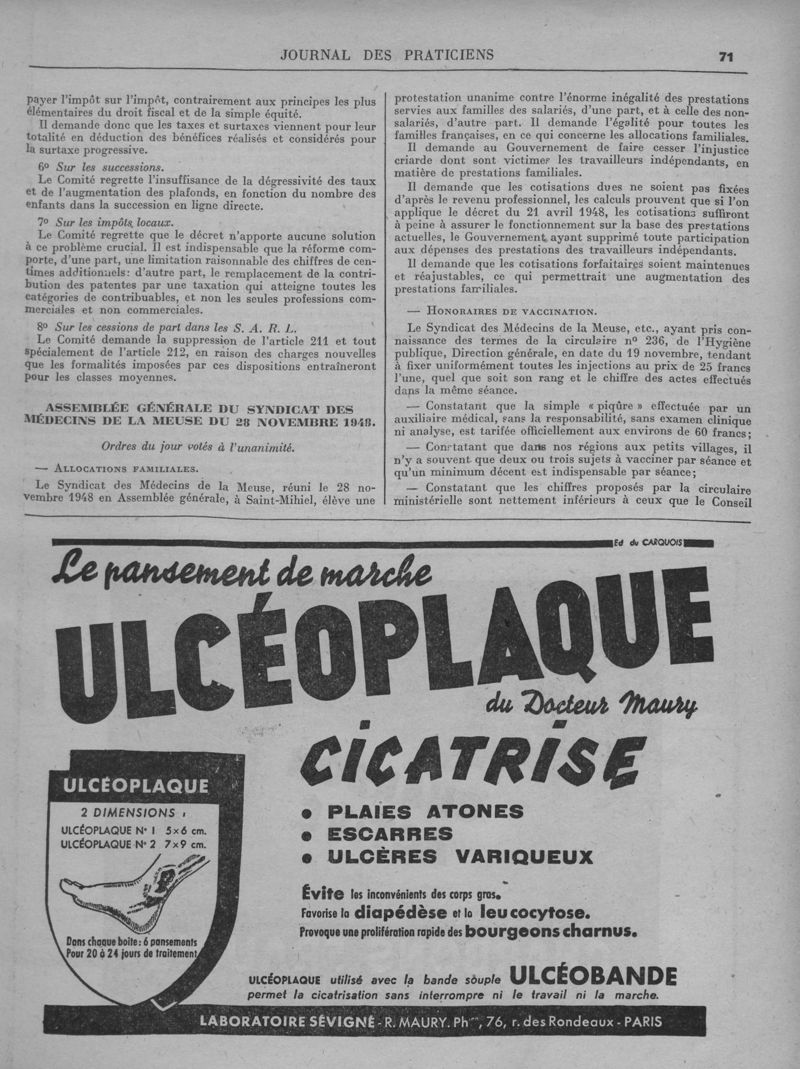 JOURNAL DES PRATICIENS
71
payer l'impôt sur l'impôt, contrairement aux principes les plus
élémentaires du droit fiscal et de la simple équité.
Il demande donc que les taxes et surtaxes viennent pour leur
totalité en déduction des bénéfices réalisés et considérés pour
la surtaxe progressive.
6º Sur les successions.
Le Comité regrette l'insuffisance de la dégressivité des taux
et de l'augmentation des plafonds, en fonction du nombre des
enfants dans la succession en ligne directe.
7º Sur les impôts locaux.
Le Comité regrette que le décret n'apporte aucune solution
à ce problème crucial. Il est indispensable que la réforme com-
porte, d'une part, une limitation raisonnable des chiffres de cen-
times additionnels: d'autre part, le remplacement de la contri-
bution des patentes par une taxation qui atteigne toutes les
catégories de contribuables, et non les seules professions com-
merciales et non commerciales.
8º Sur les cessions de part dans les S. A. R. L.
Le Comité demande la suppression de l'article 211 et tout
spécialement de l'article 212, en raison des charges nouvelles
que les formalités imposées par ces dispositions entraîneront
pour les classes moyennes.
ASSEMBLÉE GÉNÉRALE DU SYNDICAT DES
MÉDECINS DE LA MEUSE DU 28 NOVEMBRE 1948.
Ordres du jour votés à l'unanimité.
— ALLOCATIONS FAMILIALES.
Le Syndicat des Médecins de la Meuse, réuni le 28 no-
vembre 1948 en Assemblée générale, à Saint-Mihiel, élève une
protestation unanime contre l'énorme inégalité des prestations
servies aux familles des salariés, d'une part, et à celle des non-
salariés, d'autre part. Il demande l'égalité pour toutes les
familles françaises, en ce qui concerne les allocations familiales.
Il demande au Gouvernement de faire cesser l'injustice
criarde dont sont victimes les travailleurs indépendants, en
matière de prestations familiales.
Il demande que les cotisations dues ne soient pas fixées
d'après le revenu professionnel, les calculs prouvent que si l'on
applique le décret du 21 avril 1948, les cotisations suffiront
à peine à assurer le fonctionnement sur la base des prestations
actuelles, le Gouvernement ayant supprimé toute participation
aux dépenses des prestations des travailleurs indépendants.
Il demande que les cotisations forfaitaires soient maintenues
et réajustables, ce qui permettrait une augmentation des
prestations familiales.
— HONORAIRES DE VACCINATION.
Le Syndicat des Médecins de la Meuse, etc., ayant pris con-
naissance des termes de la circulaire nº 236, de l'Hygiène
publique, Direction générale, en date du 19 novembre, tendant
à fixer uniformément toutes les injections au prix de 25 francs
l'une, quel que soit son rang et le chiffre des actes effectués
dans la même séance.
— Constatant que la simple « piqûre » effectuée par un
auxiliaire médical, sans la responsabilité, sans examen clinique
ni analyse, est tarifée officiellement aux environs de 60 francs;
— Constatant que dans nos régions aux petits villages, il
n'y a souvent que deux ou trois sujets à vacciner par séance et
qu'un minimum décent est indispensable par séance;
— Constatant que les chiffres proposés par la circulaire
ministérielle sont nettement inférieurs à ceux que le Conseil
Ed du CARQUOIS
Le pansement de marche
ULCÉOPLAQUE
du Docteur Maury
CICATRISE
• PLAIES ATONES
• ESCARRES
• ULCÈRES VARIQUEUX
Évite les inconvénients des corps gras.
Favorise la diapédèse et la leucocytose.
Provoque une prolifération rapide des bourgeons charnus.
ULCÉOPLAQUE
2 DIMENSIONS :
ULCÉOPLAQUE Nº 1 5×6 cm.
ULCÉOPLAQUE Nº 2 7×9 cm.
Dans chaque boîte: 6 pansements
Pour 20 à 24 jours de traitement
ULCÉOPLAQUE utilisé avec la bande souple ULCÉOBANDE
permet la cicatrisation sans interrompre ni le travail ni la marche.
LABORATOIRE SÉVIGNÉ - R. MAURY. Phen, 76, r. des Rondeaux - PARIS